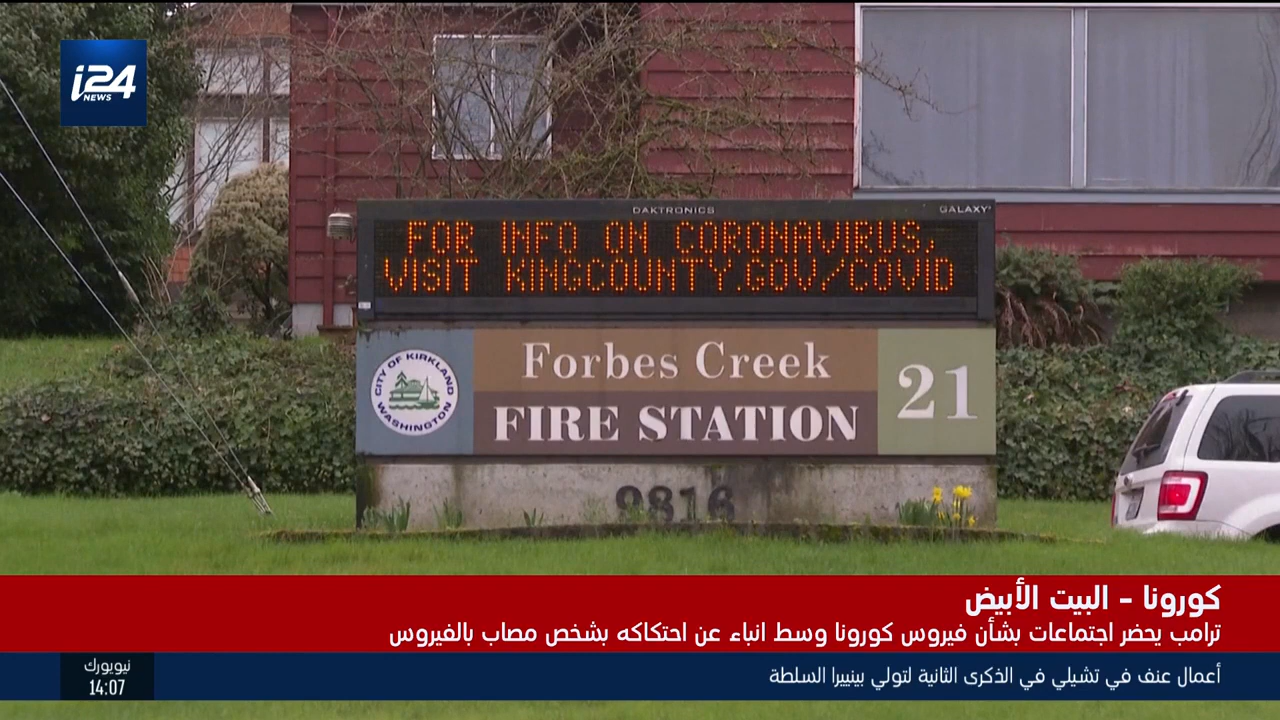 i24
NEWS
DAKTRONICS
GALAXY
FOR INFO ON CORONAVIRUS,
VISIT KINGCOUNTY.GOV/COVID
CITY OF KIRKLAND
WASHINGTON
Forbes Creek
FIRE STATION
21
9816
كورونا - البيت الأبيض
ترامب يحضر اجتماعات بشأن فيروس كورونا وسط انباء عن احتكاكه بشخص مصاب بالفيروس
أعمال عنف في تشيلي في الذكرى الثانية لتولي بينييرا السلطة
نيويورك
14:07